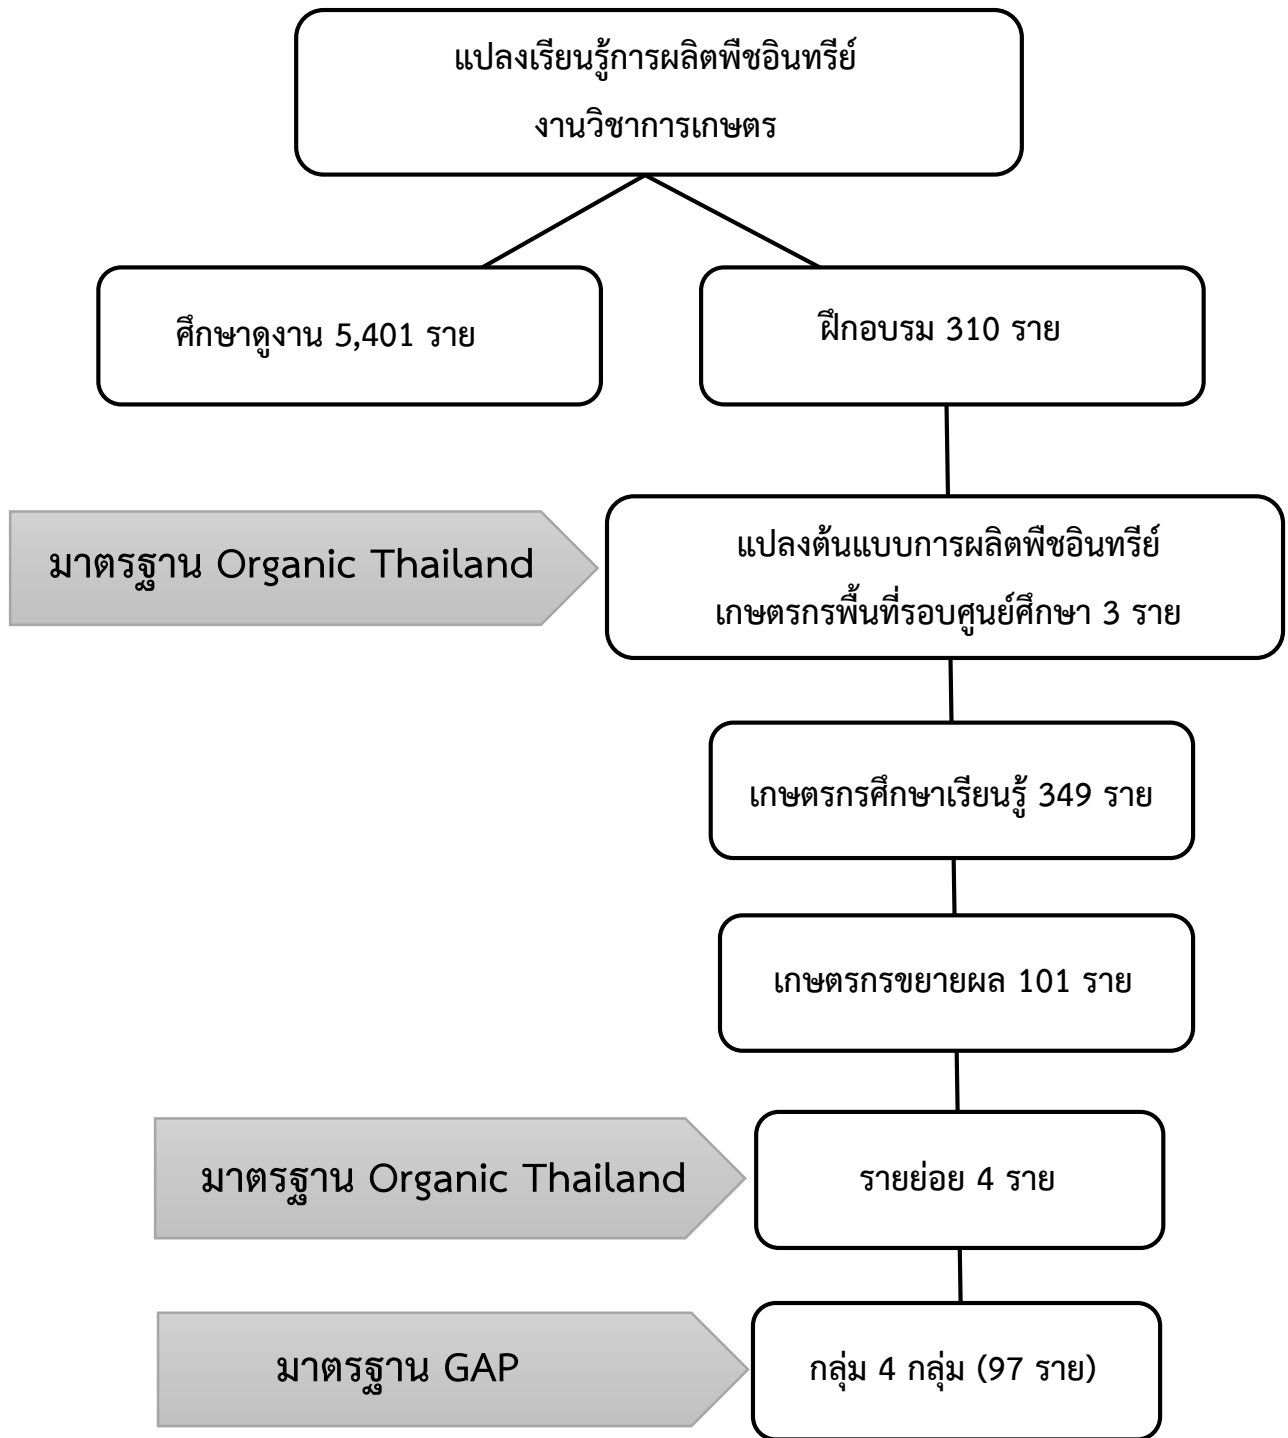 แปลงเรียนรู้การผลิตพืชอินทรีย์
งานวิชาการเกษตร
ศึกษาดูงาน 5,401 ราย
ฝึกอบรม 310 ราย
มาตรฐาน Organic Thailand
แปลงต้นแบบการผลิตพืชอินทรีย์
เกษตรกรพื้นที่รอบศูนย์ศึกษา 3 ราย
เกษตรกรศึกษาเรียนรู้ 349 ราย
เกษตรกรขยายผล 101 ราย
มาตรฐาน Organic Thailand
รายย่อย 4 ราย
มาตรฐาน GAP
กลุ่ม 4 กลุ่ม (97 ราย)